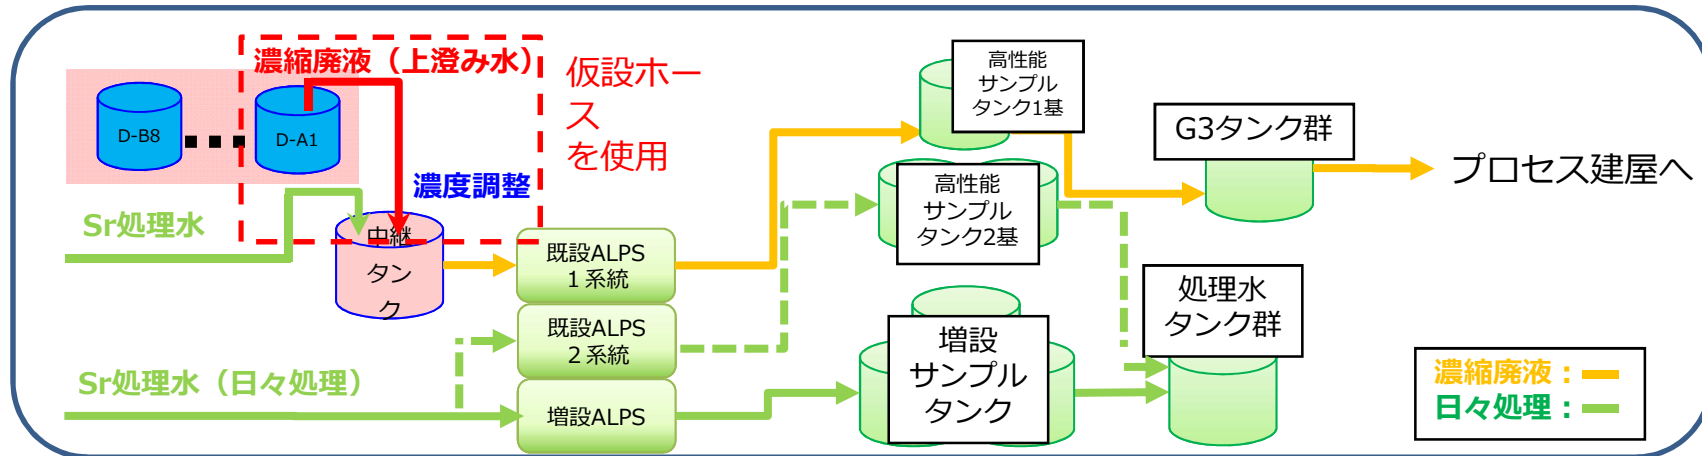 濃縮廃液（上澄み水）
仮設ホー
ス
を使用
D-B8
D-A1
濃度調整
Sr処理水
中継
タン
ク
既設ALPS
１系統
既設ALPS
２系統
増設ALPS
Sr処理水（日々処理）
高性能
サンプル
タンク1基
高性能
サンプル
タンク2基
増設
サンプル
タンク
G3タンク群
プロセス建屋へ
処理水
タンク群
濃縮廃液：
日々処理：